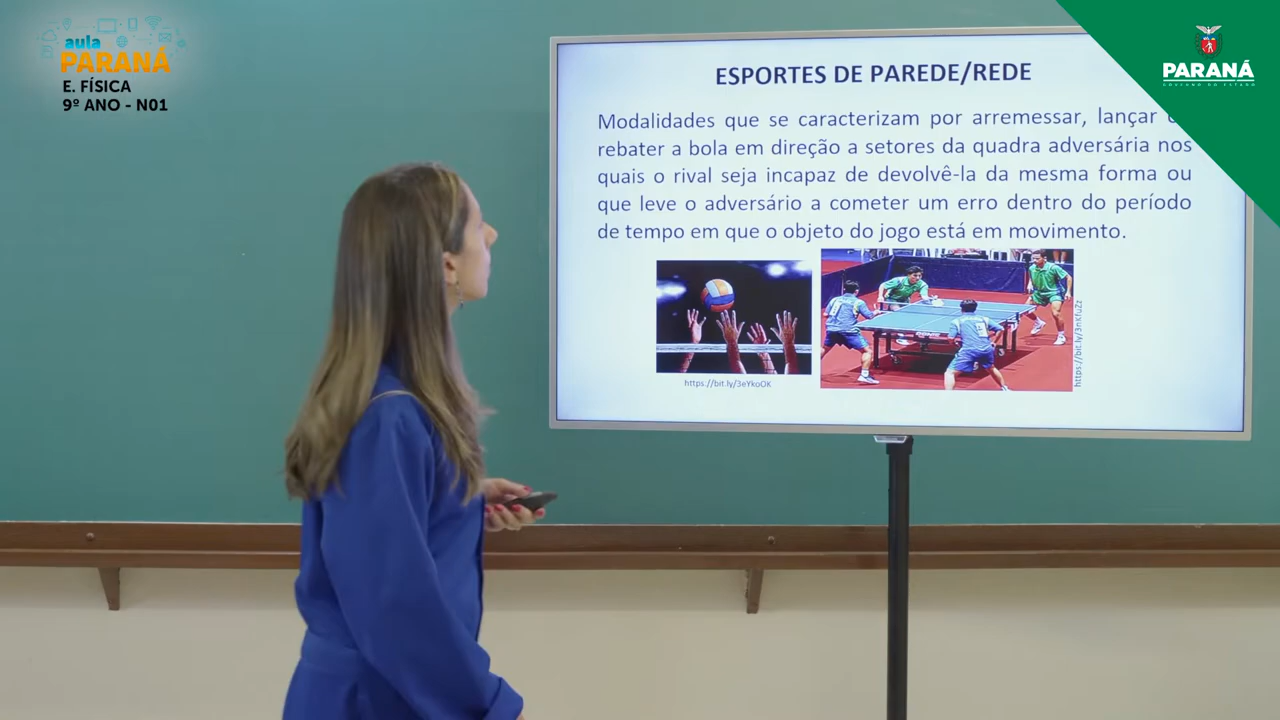 aula
PARANÁ
E. FÍSICA
9º ANO - N01
ESPORTES DE PAREDE/REDE
Modalidades que se caracterizam por arremessar, lançar
rebater a bola em direção a setores da quadra adversária nos
quais o rival seja incapaz de devolvê-la da mesma forma ou
que leve o adversário a cometer um erro dentro do período
de tempo em que o objeto do jogo está em movimento.
https://bit.ly/3eYkoOK
PARANÁ
GOVERNO DO ESTADO